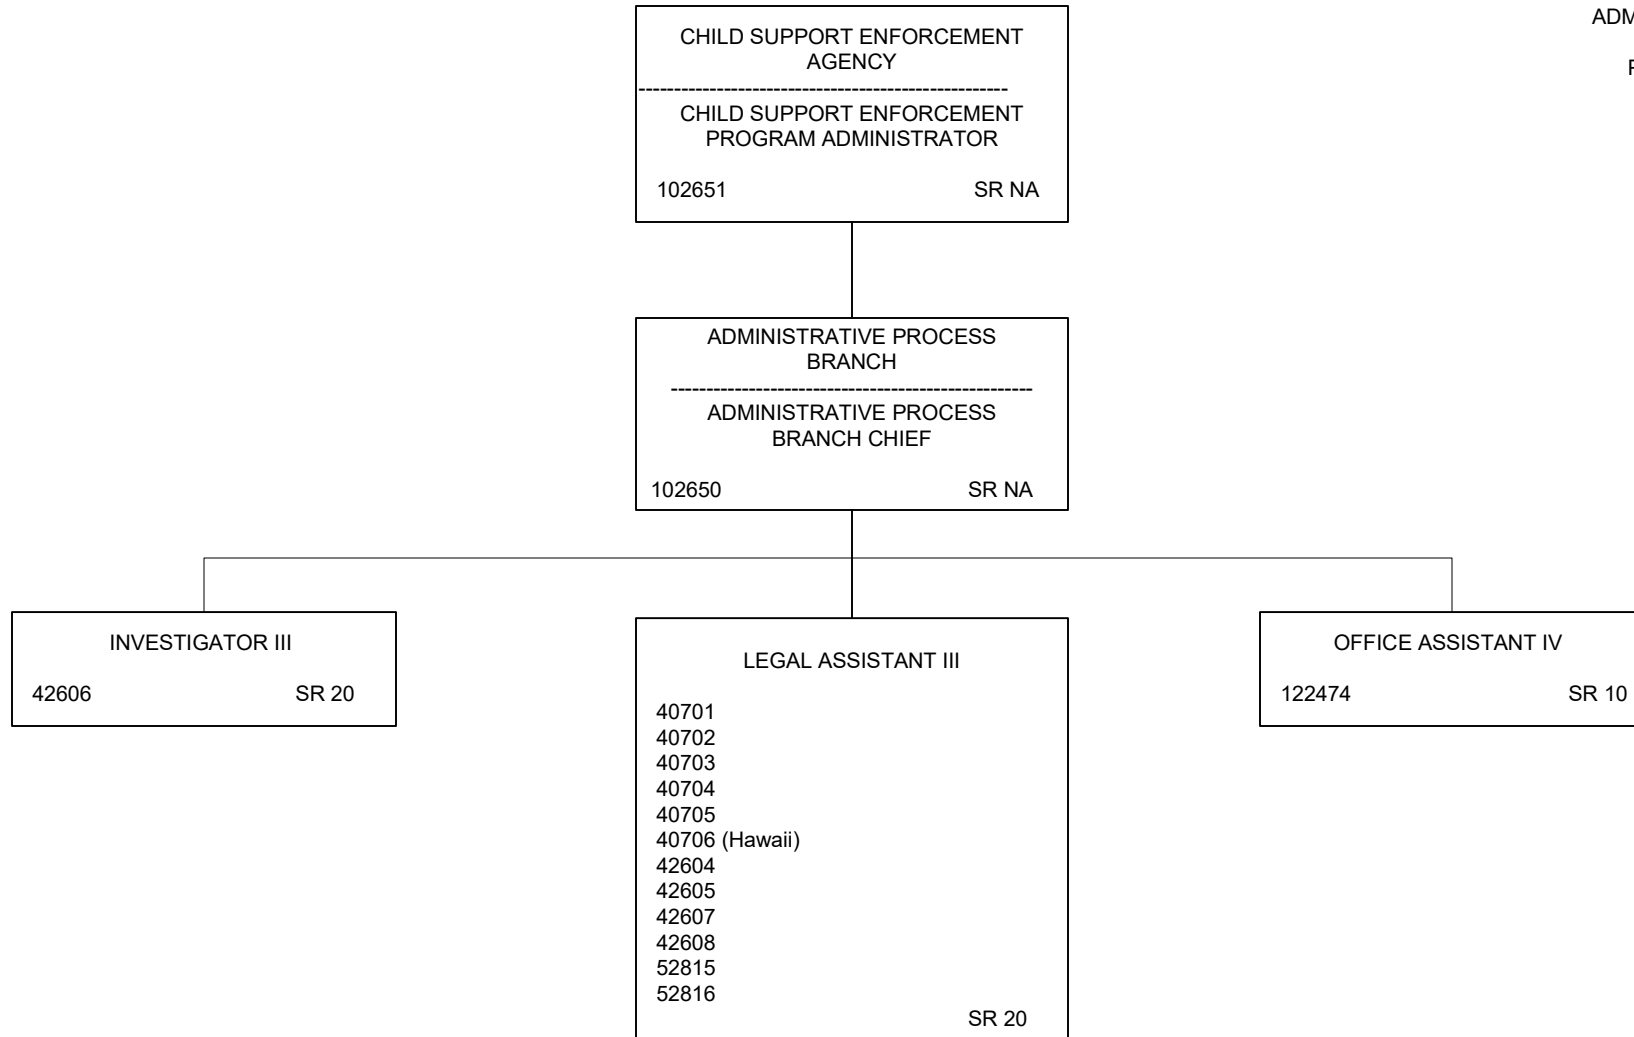 ADM
CHILD SUPPORT ENFORCEMENT
AGENCY
----------------------------------------------------
CHILD SUPPORT ENFORCEMENT
PROGRAM ADMINISTRATOR
102651 SR NA
ADMINISTRATIVE PROCESS
BRANCH
---------------------------------------------------
ADMINISTRATIVE PROCESS
BRANCH CHIEF
102650 SR NA
INVESTIGATOR III
42606 SR 20
LEGAL ASSISTANT III
40701
40702
40703
40704
40705
40706 (Hawaii)
42604
42605
42607
42608
52815
52816
SR 20
OFFICE ASSISTANT IV
122474 SR 10